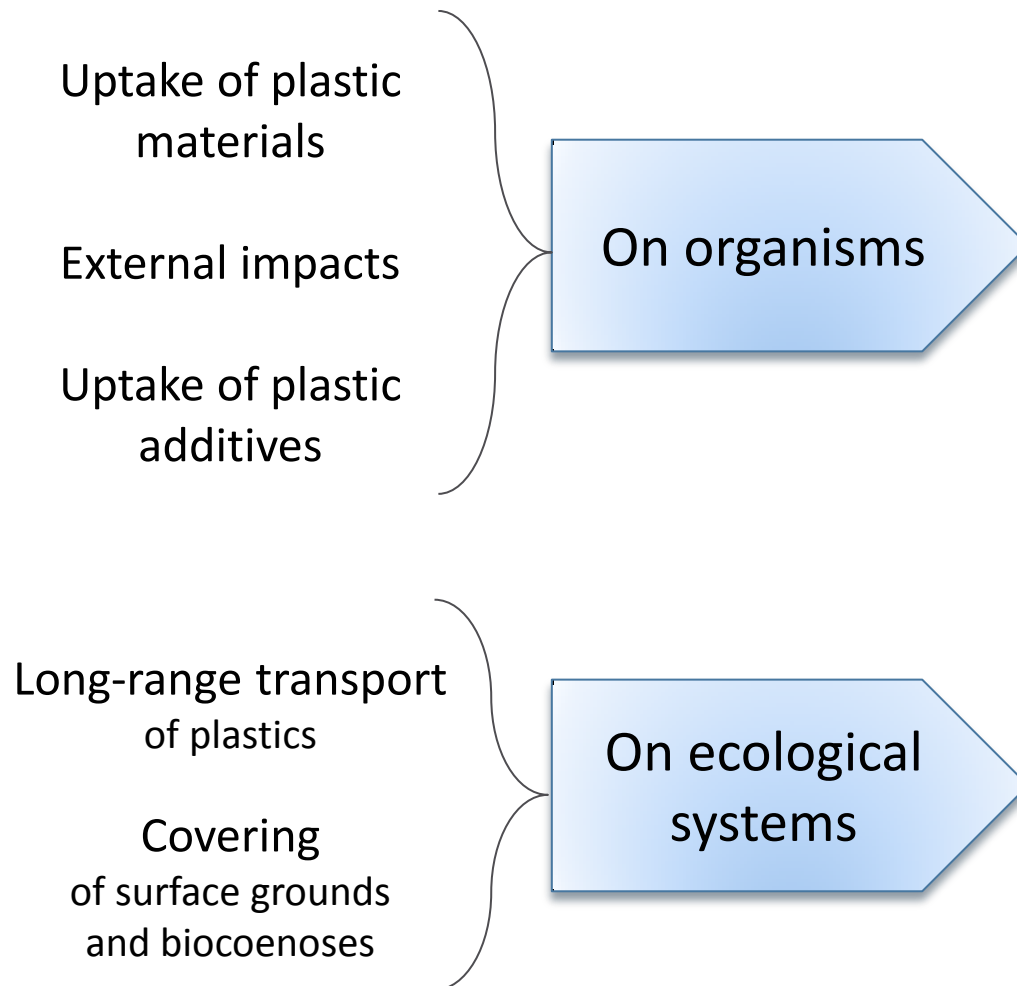 Uptake of plastic
materials
External impacts
Uptake of plastic
additives
On organisms
Long-range transport
of plastics
Covering
of surface grounds
and biocoenoses
On ecological
systems